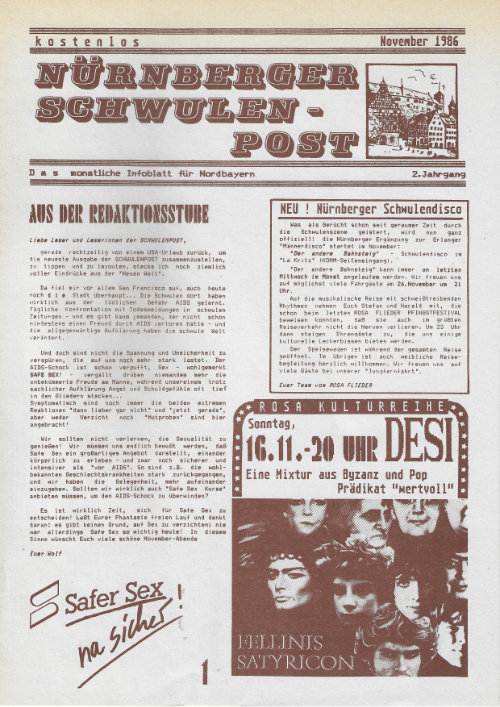 kostenlos
November 1986
NÜRNBERGER
SCHWULEN-
POST
Das monatliche Infoblatt für Nordbayern
2.Jahrgang
AUS DER REDAKTIONSSTUBE
Liebe Leser und Leserinnen der SCHWULENPOST,
gerade rechtzeitig von einem USA-Urlaub zurück, um
die neueste Ausgabe der SCHWULENPOST zusammenzustellen,
zu tippen und zu layouten, stecke ich noch ziemlich
voller Eindrücke aus der "Neuen Welt".
Da fiel mir vor allem San Francisco auf, auch heute
noch d i e Stadt überhaupt... Die Schwulen dort haben
wirklich aus der tödlichen Gefahr AIDS gelernt.
Tägliche Konfrontation mit Todesmeldungen in schwulen
Zeitungen - und es gibt kaum jemanden, der nicht schon
mindestens einen Freund durch AIDS verloren hätte - und
die allgegenwärtige Aufklärung haben die schwule Welt
verändert.
Und doch sind nicht die Spannung und Unsicherheit zu
verspüren, die auf uns noch sehr stark lastet. Der
AIDS-Schock ist schon verpufft, Sex - wohlgemerkt
SAFE SEX! - vergällt drüben niemanden mehr die
unbekümmerte Freude am Manne, während unsereinem trotz
sachlicher Aufklärung Angst und Schuldgefühle oft tief
in den Gliedern stecken...
Symptomatisch sind noch immer die beiden extremen
Reaktionen "dann lieber gar nicht" und "jetzt gerade",
aber weder Verzicht noch "Mutproben" sind hier
angebracht!
Wir sollten nicht verlernen, die Sexualität zu
genießen! Wir müssen uns endlich bewußt werden, daß
Safe Sex ein großartiges Angebot darstellt, einander
körperlich zu erleben - und zwar noch sicherer und
intensiver als "vor AIDS". So sind z.B. die wohl-
bekannten Geschlechtskrankheiten stark zurückgegangen,
und wir haben die Gelegenheit, mehr aufeinander
einzugehen. Sollten wir wirklich auch "Safe Sex Kurse"
anbieten müssen, um den AIDS-Schock zu überwinden?
Es ist wirklich Zeit, sich für Safe Sex zu
entscheiden! Laßt Eurer Phantasie freien Lauf und denkt
daran: es gibt keinen Grund, auf Sex zu verzichten; nie
war allerdings Safe Sex so wichtig heute! In diesem
Sinne wünscht Euch viele schöne November-Abende
Euer Wolf
Safer Sex
na sicher!
1
NEU ! Nürnberger Schwulendisco
Was als Gerücht schon seit geraumer Zeit durch
die Schwulenszene geistert, wird nun ganz
offiziell: die Nürnberger Ergänzung zur Erlanger
"Männerdisco" startet im November:
"Der andere Bahnsteig" - Schwulendisco im
"La Kritz" (KOMM-Seiteneingang).
"Der andere Bahnsteig" kann immer am letzten
Mittwoch im Monat angelaufen werden. Wir freuen uns
auf möglichst viele Fahrgäste am 26.November um 21
Uhr.
Auf die musikalische Reise mit schweißtreibenden
Rhythmen nehmen Euch Stefan und Harald mit, die
schon beim letzten ROSA FLIEDER PFINGSTFESTIVAL
beweisen konnten, daß sie auch im größten
Reiseverkehr nicht die Nerven verlieren. Um 23 Uhr
dann steigen Ehrengäste zu, die uns einige
kulturelle Leckerbissen bieten werden.
Der Speisewagen ist während der gesamten Reise
geöffnet. Im Übrigen ist auch weibliche Reise-
begleitung herzlich willkommen. Wir freuen uns auf
viele Gäste bei unserer "Jungfernfahrt".
Euer Team von ROSA FLIEDER
ROSA KULTURREIHE
Sonntag,
16.11.-20 UHR DESI
Eine Mixtur aus Byzanz und Pop
Prädikat "wertvoll"
FELLINIS
SATYRICON